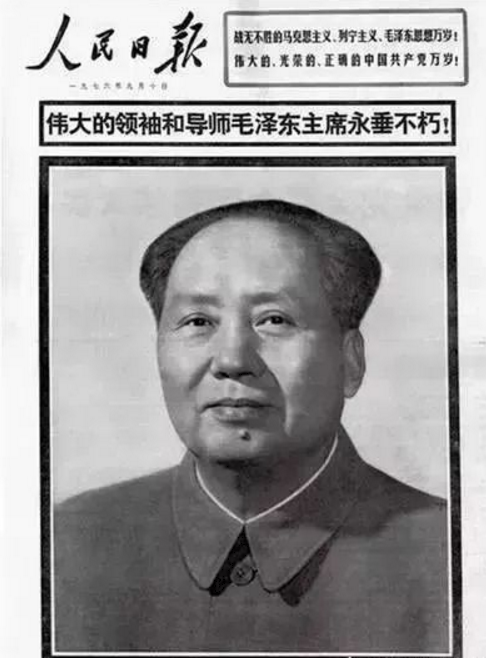 人民日報
战无不胜的马克思主义、列宁主义、毛泽东思想万岁！
伟大的、光荣的、正确的中国共产党万岁！
一九七六年九月十日
伟大的领袖和导师毛泽东主席永垂不朽！